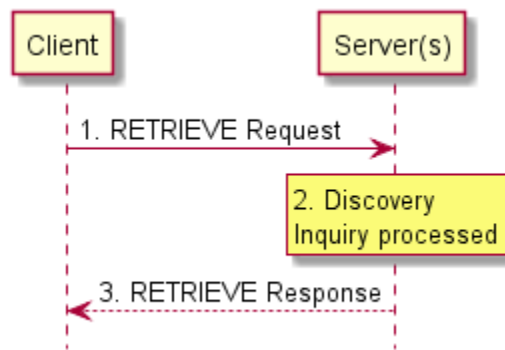 Client
Server(s)
1. RETRIEVE Request
2. Discovery
Inquiry processed
3. RETRIEVE Response